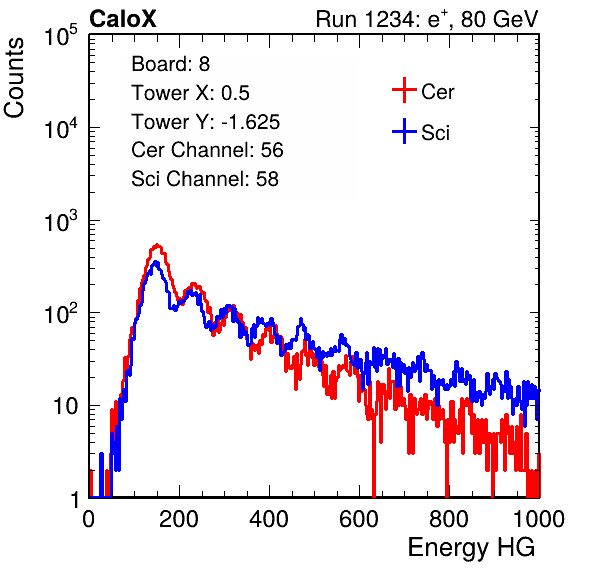 CaloX Run 1234: e⁺, 80 GeV
Counts
10⁵
10⁴
10³
10²
10
1
Board: 8
Tower X: 0.5
Tower Y: -1.625
Cer Channel: 56
Sci Channel: 58
Cer
Sci
0 200 400 600 800 1000
Energy HG